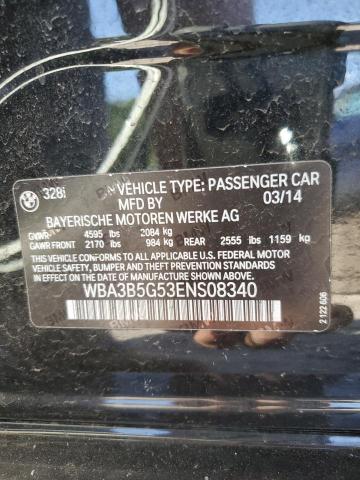 328i VEHICLE TYPE: PASSENGER CAR
MFD BY 03/14
BAYERISCHE MOTOREN WERKE AG
GVWR 4595 lbs 2084 kg
GAWR FRONT 2170 lbs 984 kg REAR 2555 lbs 1159 kg
THIS VEHICLE CONFORMS TO ALL APPLICABLE U.S. FEDERAL MOTOR
VEHICLE SAFETY, BUMPER, AND THEFT PREVENTION STANDARDS
IN EFFECT ON THE DATE OF MANUFACTURE SHOWN ABOVE.
WBA3B5G53ENS08340
2 122 606